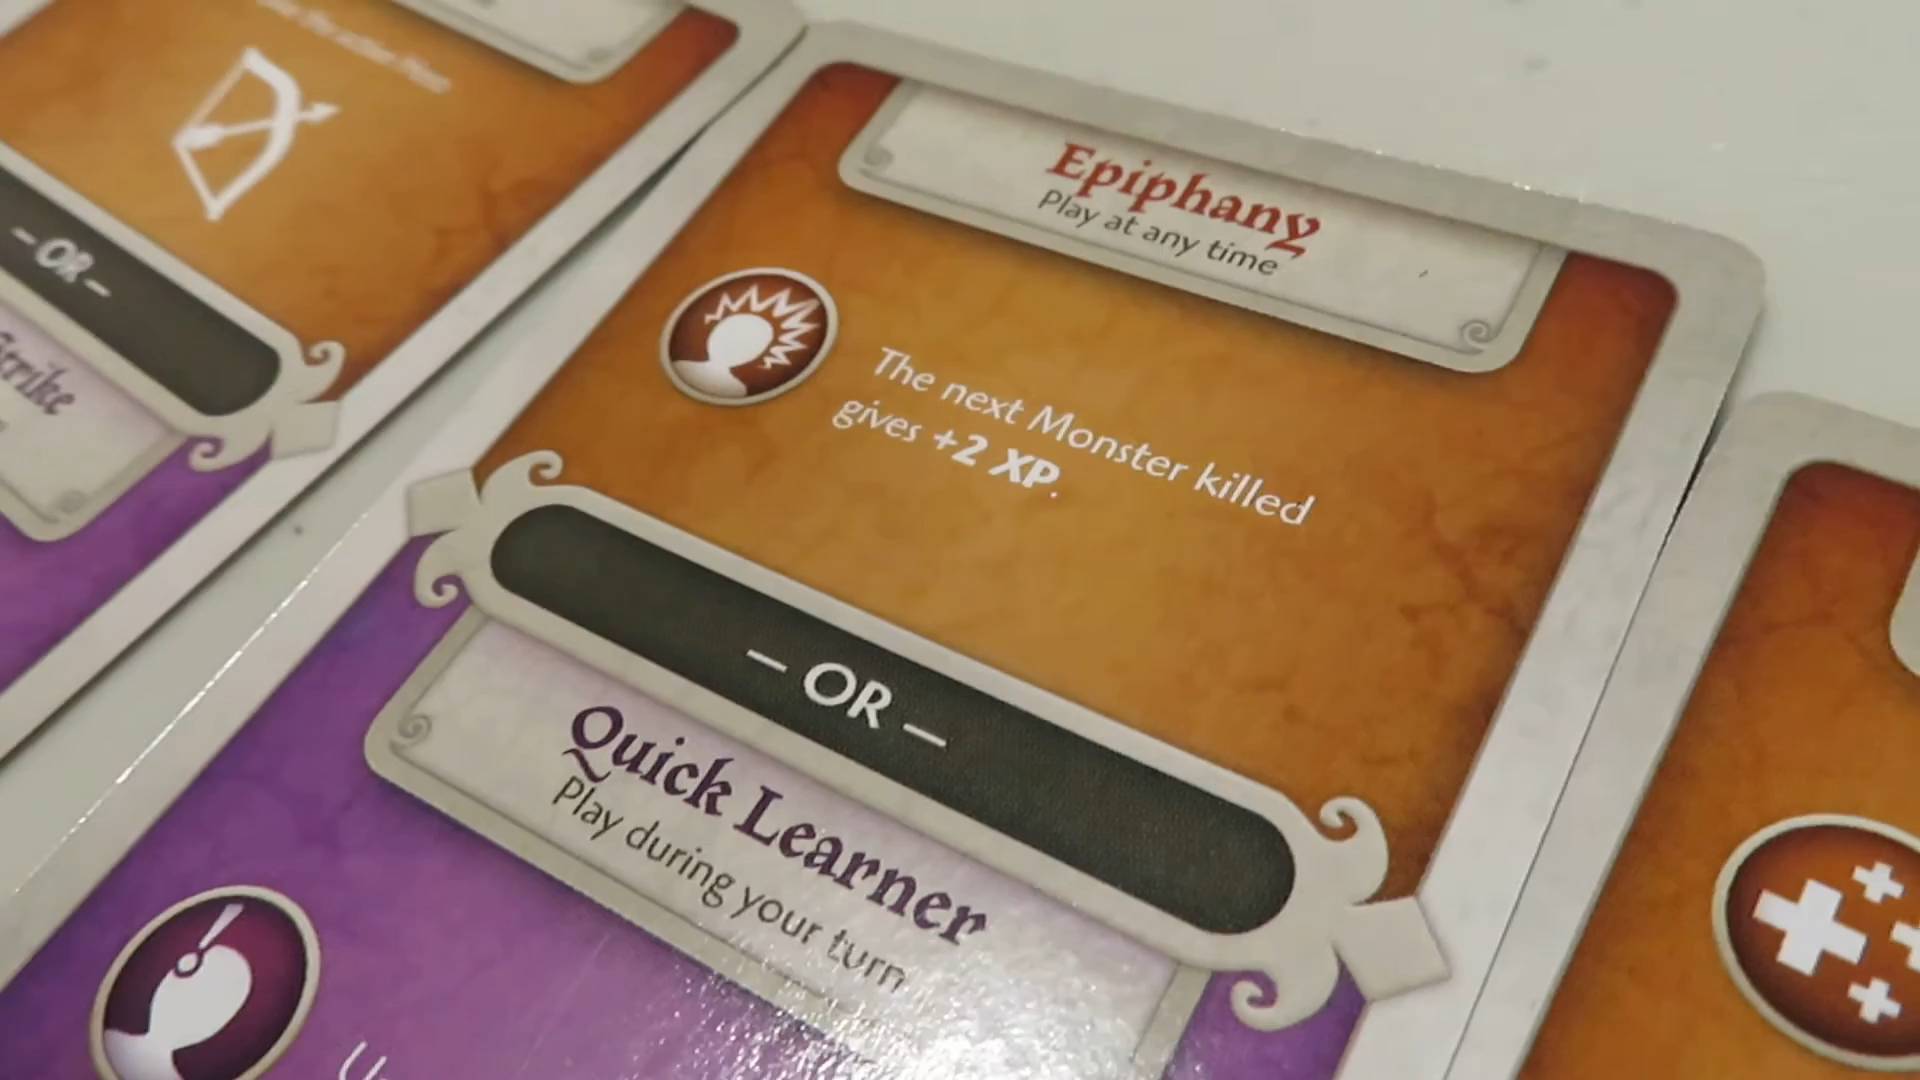 – OR –
Strike
Epiphany
Play at any time
The next Monster killed
gives +2 XP.
– OR –
Quick Learner
Play during your turn